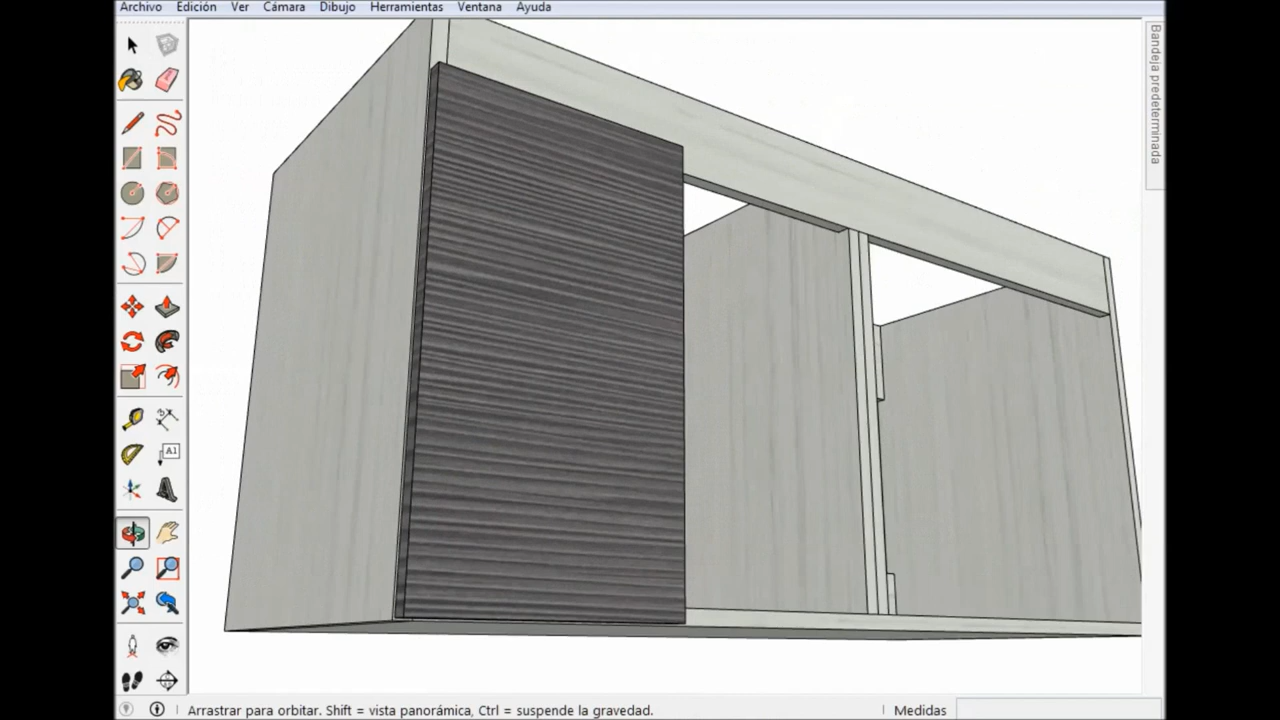 Archivo Edición Ver Cámara Dibujo Herramientas Ventana Ayuda
Bandeja predeterminada
A1
Arrastrar para orbitar. Shift = vista panorámica, Ctrl = suspende la gravedad.
Medidas